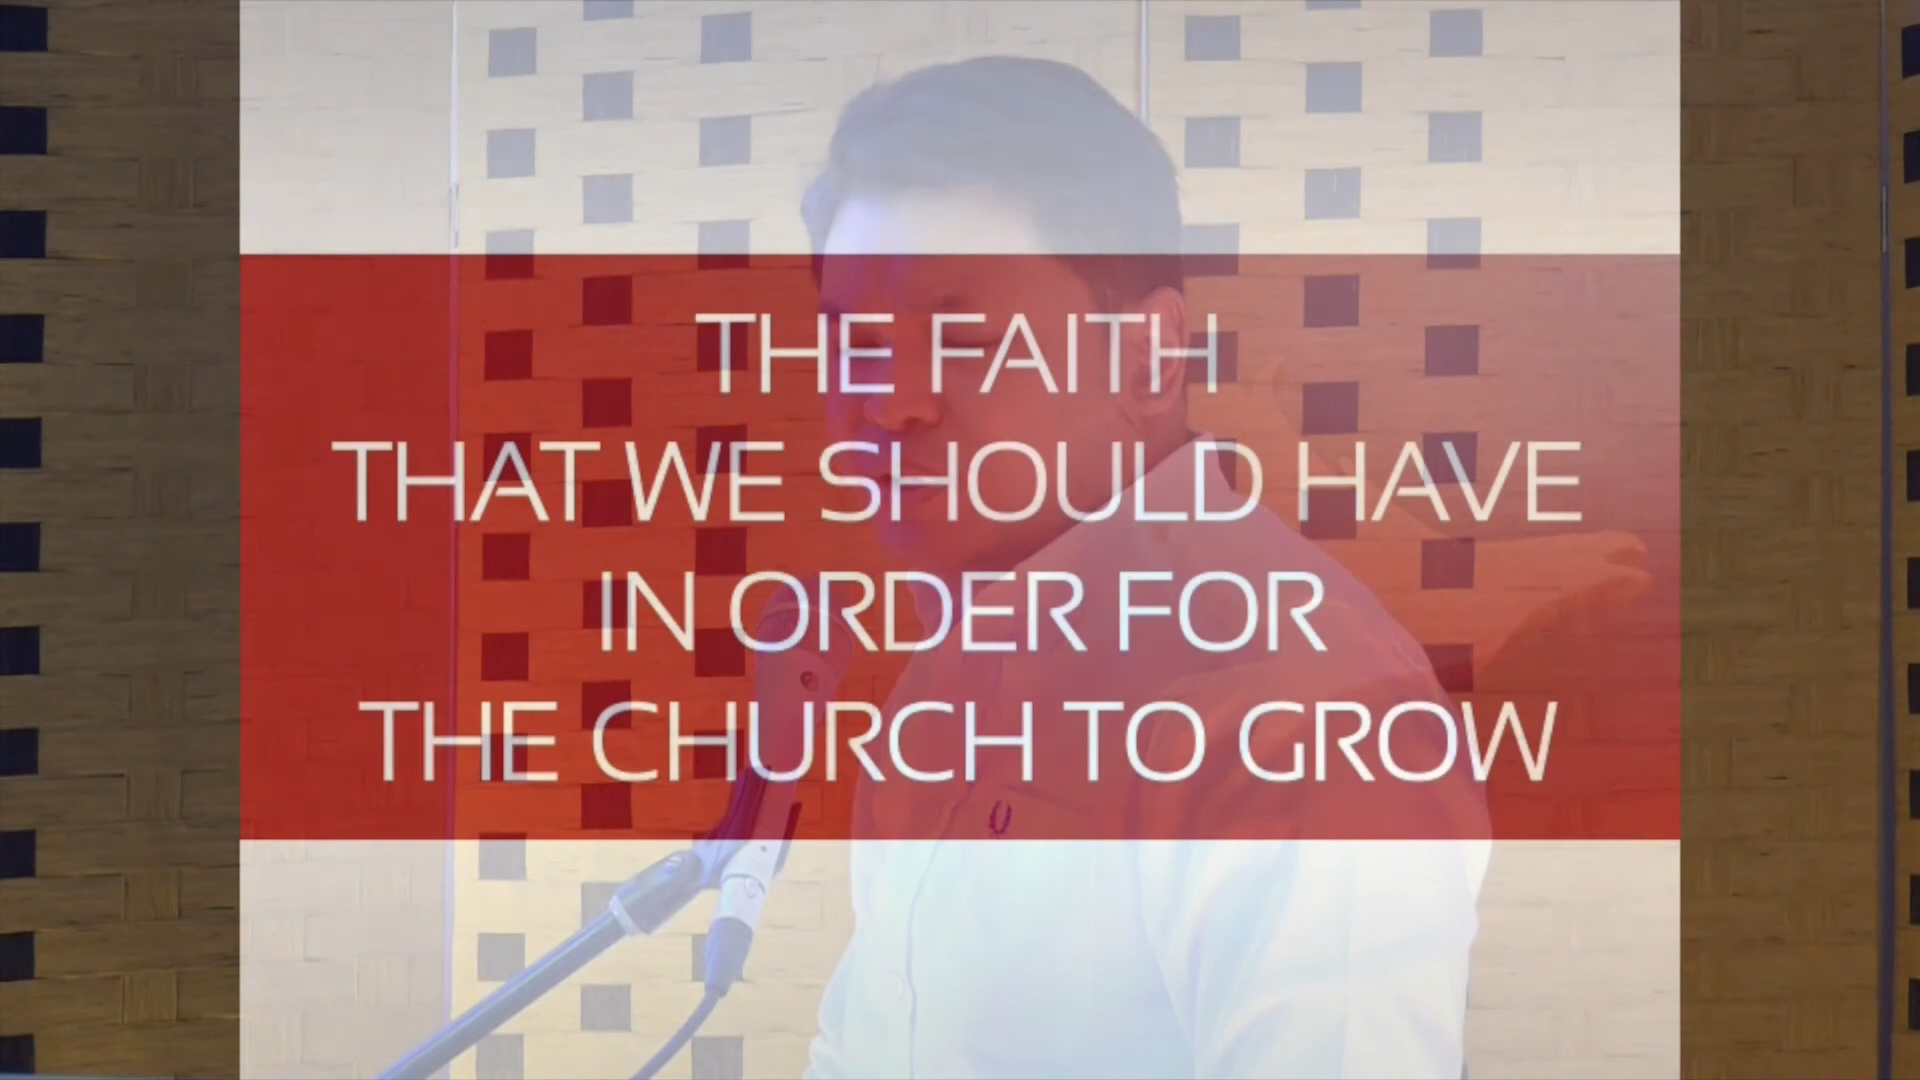 THE FAITH
THAT WE SHOULD HAVE
IN ORDER FOR
THE CHURCH TO GROW